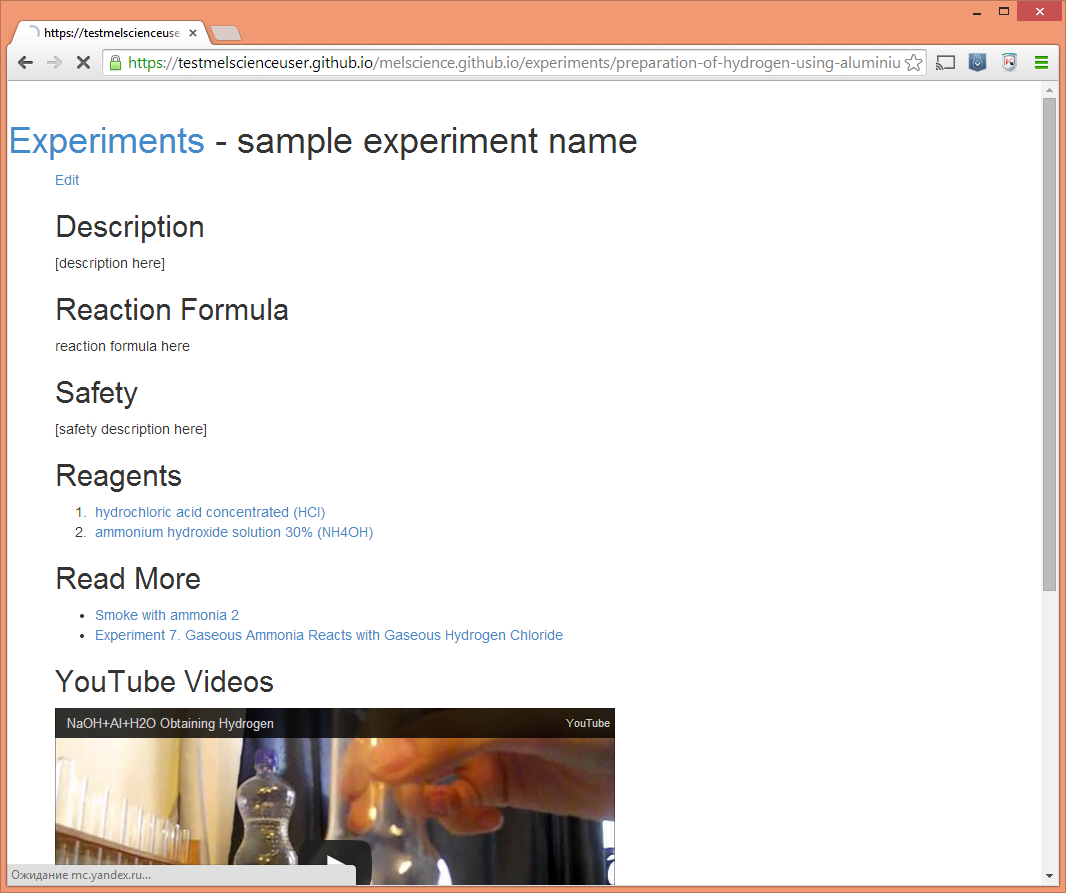 https://testmelscienceuse
https://testmelscienceuser.github.io/melscience.github.io/experiments/preparation-of-hydrogen-using-aluminiu
Experiments - sample experiment name
Edit
Description
[description here]
Reaction Formula
reaction formula here
Safety
[safety description here]
Reagents
1. hydrochloric acid concentrated (HCl)
2. ammonium hydroxide solution 30% (NH4OH)
Read More
• Smoke with ammonia 2
• Experiment 7. Gaseous Ammonia Reacts with Gaseous Hydrogen Chloride
YouTube Videos
NaOH+Al+H2O Obtaining Hydrogen YouTube
Ожидание mc.yandex.ru...